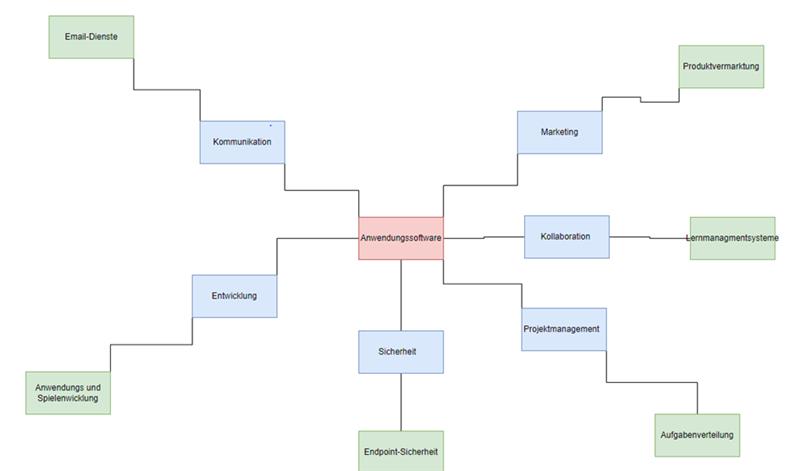 Email-Dienste
Produktvermarktung
Kommunikation
Marketing
Anwendungssoftware
Kollaboration
Lernmanagmentsysteme
Entwicklung
Projektmanagement
Sicherheit
Anwendungs und
Spielenwicklung
Aufgabenverteilung
Endpoint-Sicherheit